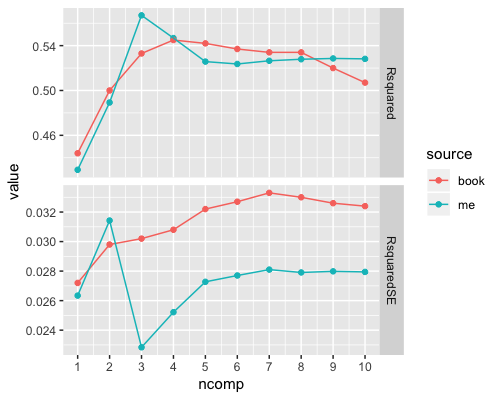 value
0.54
0.50
0.46
Rsquared
0.032
0.030
0.028
0.026
0.024
RsquaredSE
1 2 3 4 5 6 7 8 9 10
ncomp
source
book
me